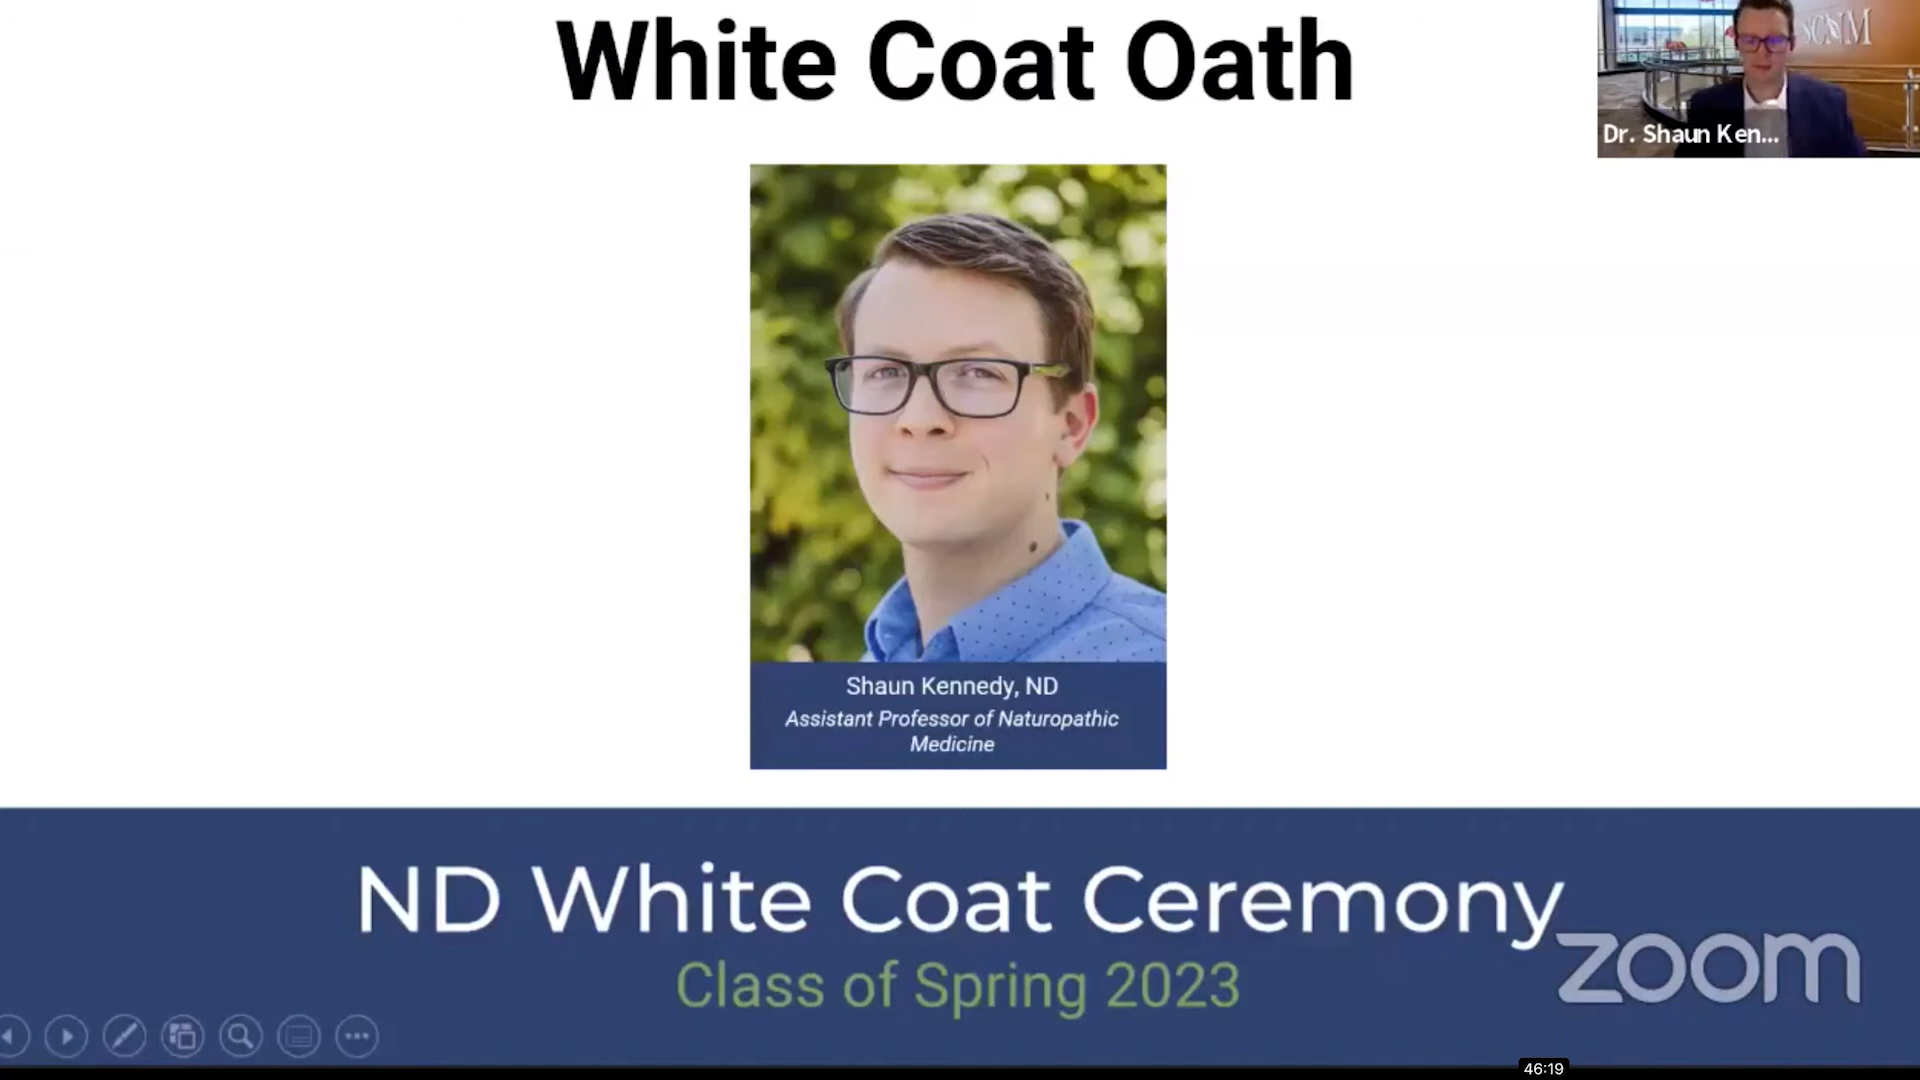 White Coat Oath
SCNM
Dr. Shaun Ken...
Shaun Kennedy, ND
Assistant Professor of Naturopathic
Medicine
ND White Coat Ceremony
zoom
Class of Spring 2023
46:19